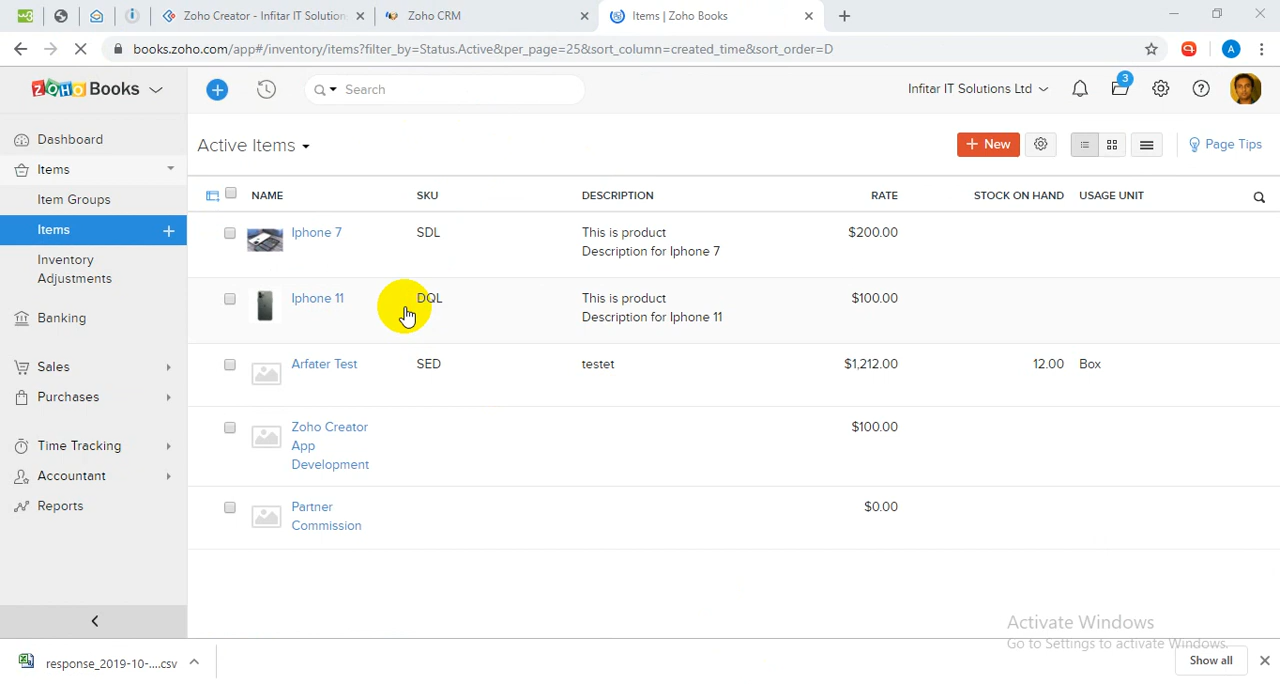 Zoho Creator - Infitar IT Solution
Zoho CRM
Items | Zoho Books
books.zoho.com/app#/inventory/items?filter_by=Status.Active&per_page=25&sort_column=created_time&sort_order=D
A
ZOHO Books
Search
Infitar IT Solutions Ltd
3
Dashboard
Items
Item Groups
Items +
Inventory
Adjustments
Banking
Sales
Purchases
Time Tracking
Accountant
Reports
Active Items
+ New
Page Tips
NAME SKU DESCRIPTION RATE STOCK ON HAND USAGE UNIT
Iphone 7 SDL This is product $200.00
Description for Iphone 7
Iphone 11 DQL This is product $100.00
Description for Iphone 11
Arfater Test SED testet $1,212.00 12.00 Box
Zoho Creator $100.00
App
Development
Partner $0.00
Commission
Activate Windows
Go to Settings to activate Windows.
response_2019-10-....csv
Show all